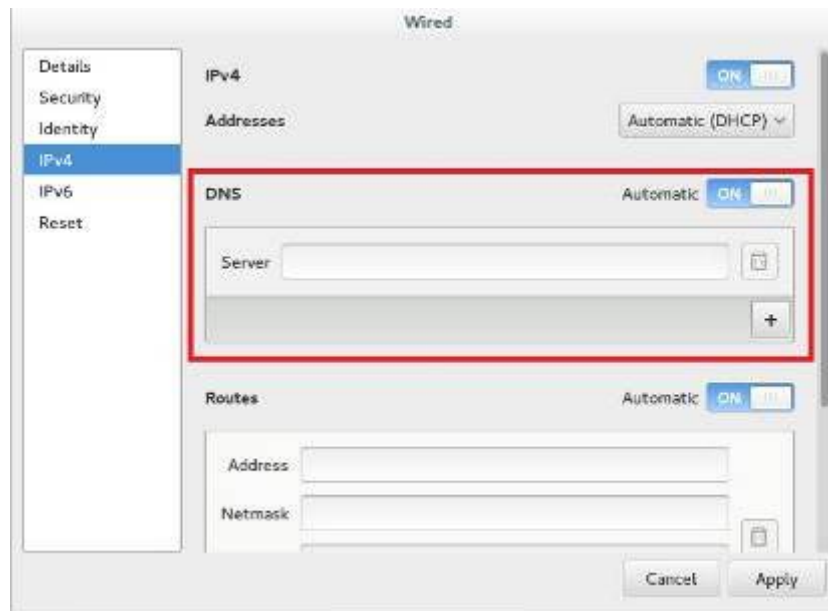 Wired
Details
Security
Identity
IPv4
IPv6
Reset
IPv4 ON
Addresses Automatic (DHCP)
DNS Automatic ON
Server
+
Routes Automatic ON
Address
Netmask
Cancel Apply